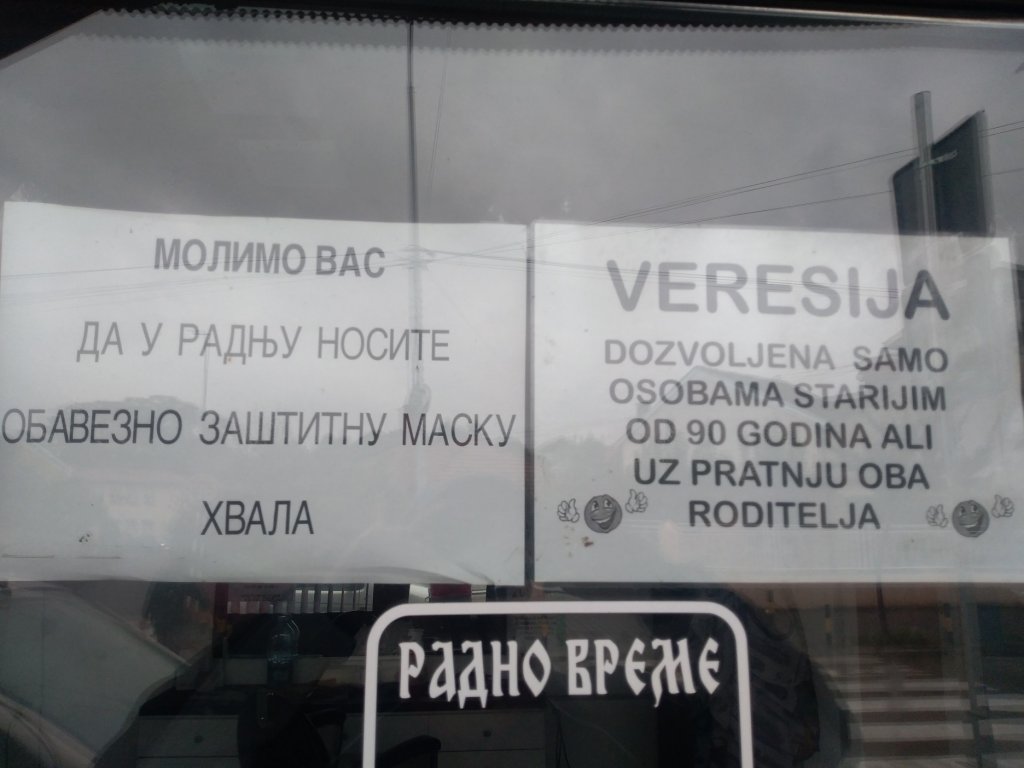 МОЛИМО ВАС
ДА У РАДЊУ НОСИТЕ
ОБАВЕЗНО ЗАШТИТНУ МАСКУ
ХВАЛА
VERESIJA
DOZVOLJENA SAMO
OSOBAMA STARIJIM
OD 90 GODINA ALI
UZ PRATNJU OBA
RODITELJA
РАДНО ВРЕМЕ